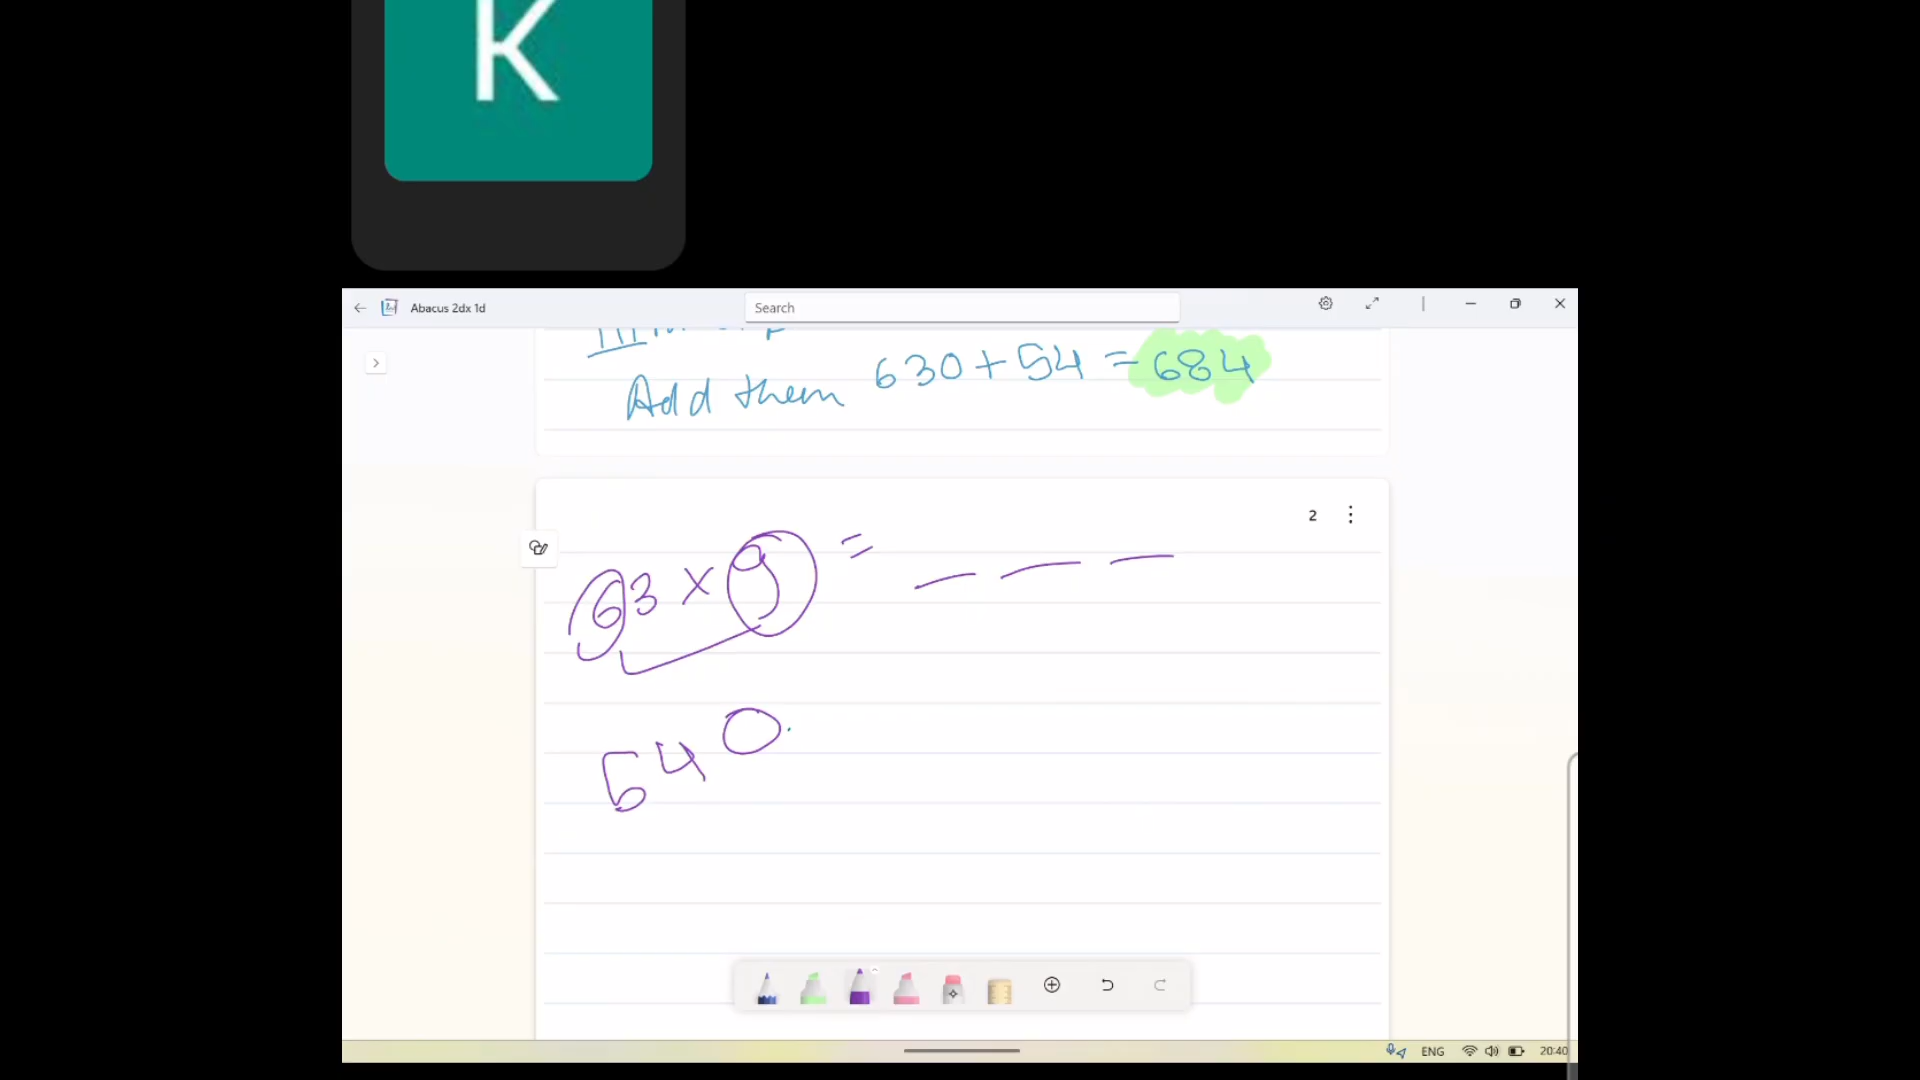 K
Abacus 2dx 1d
Search
Add them 630 + 54 = 684
2
63 x 9 = _ _ _
540
ENG
20:40